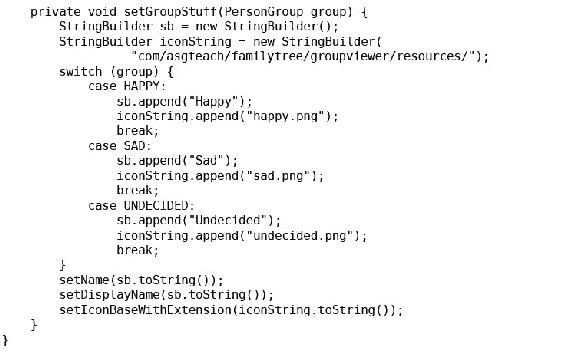 private void setGroupStuff(PersonGroup group) {
        StringBuilder sb = new StringBuilder();
        StringBuilder iconString = new StringBuilder(
                  "com/asgteach/familytree/groupviewer/resources/");
        switch (group) {
            case HAPPY:
                sb.append("Happy");
                iconString.append("happy.png");
                break;
            case SAD:
                sb.append("Sad");
                iconString.append("sad.png");
                break;
            case UNDECIDED:
                sb.append("Undecided");
                iconString.append("undecided.png");
                break;
        }
        setName(sb.toString());
        setDisplayName(sb.toString());
        setIconBaseWithExtension(iconString.toString());
    }
}